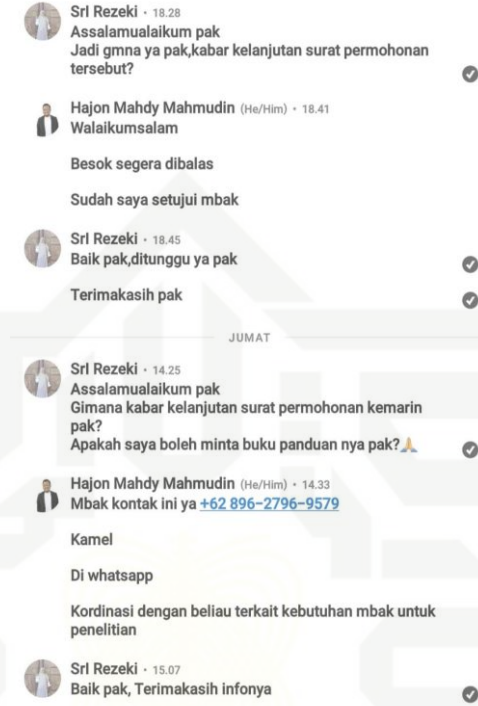 SrI Rezeki • 18.28
Assalamualaikum pak
Jadi gmna ya pak,kabar kelanjutan surat permohonan
tersebut?
Hajon Mahdy Mahmudin (He/Him) • 18.41
Walaikumsalam
Besok segera dibalas
Sudah saya setujui mbak
SrI Rezeki • 18.45
Baik pak,ditunggu ya pak
Terimakasih pak
JUMAT
SrI Rezeki • 14.25
Assalamualaikum pak
Gimana kabar kelanjutan surat permohonan kemarin
pak?
Apakah saya boleh minta buku panduan nya pak?🙏
Hajon Mahdy Mahmudin (He/Him) • 14.33
Mbak kontak ini ya +62 896-2796-9579
Kamel
Di whatsapp
Kordinasi dengan beliau terkait kebutuhan mbak untuk
penelitian
SrI Rezeki • 15.07
Baik pak, Terimakasih infonya